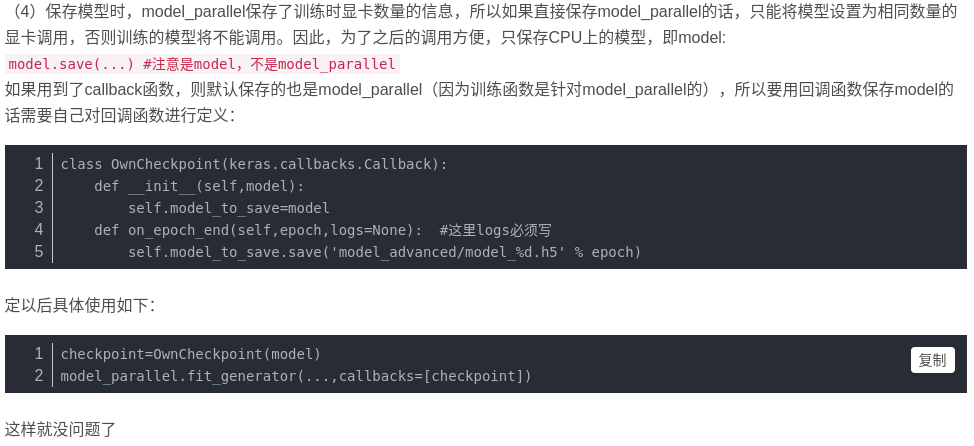 （4）保存模型时，model_parallel保存了训练时显卡数量的信息，所以如果直接保存model_parallel的话，只能将模型设置为相同数量的
显卡调用，否则训练的模型将不能调用。因此，为了之后的调用方便，只保存CPU上的模型，即model:
model.save(...) #注意是model，不是model_parallel
如果用到了callback函数，则默认保存的也是model_parallel（因为训练函数是针对model_parallel的），所以要用回调函数保存model的
话需要自己对回调函数进行定义：
1 class OwnCheckpoint(keras.callbacks.Callback):
2     def __init__(self,model):
3         self.model_to_save=model
4     def on_epoch_end(self,epoch,logs=None):  #这里logs必须写
5         self.model_to_save.save('model_advanced/model_%d.h5' % epoch)
定以后具体使用如下：
1 checkpoint=OwnCheckpoint(model)
复制
2 model_parallel.fit_generator(...,callbacks=[checkpoint])
这样就没问题了